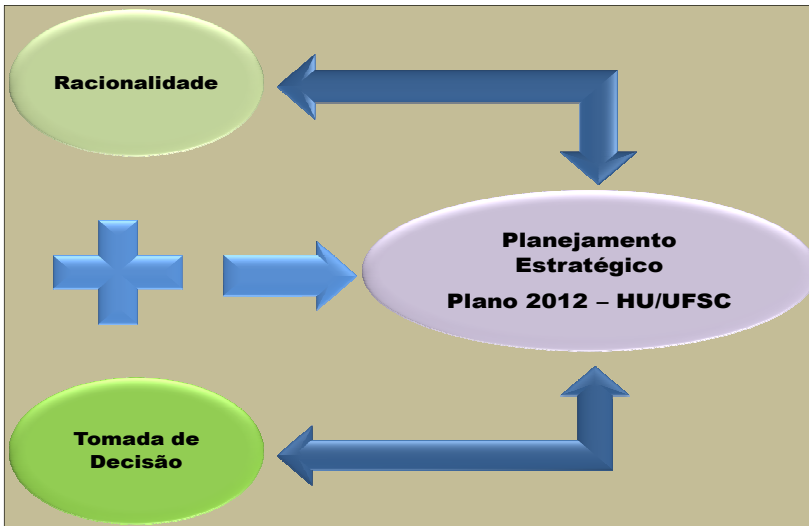 Racionalidade
Planejamento
Estratégico
Plano 2012 – HU/UFSC
Tomada de
Decisão